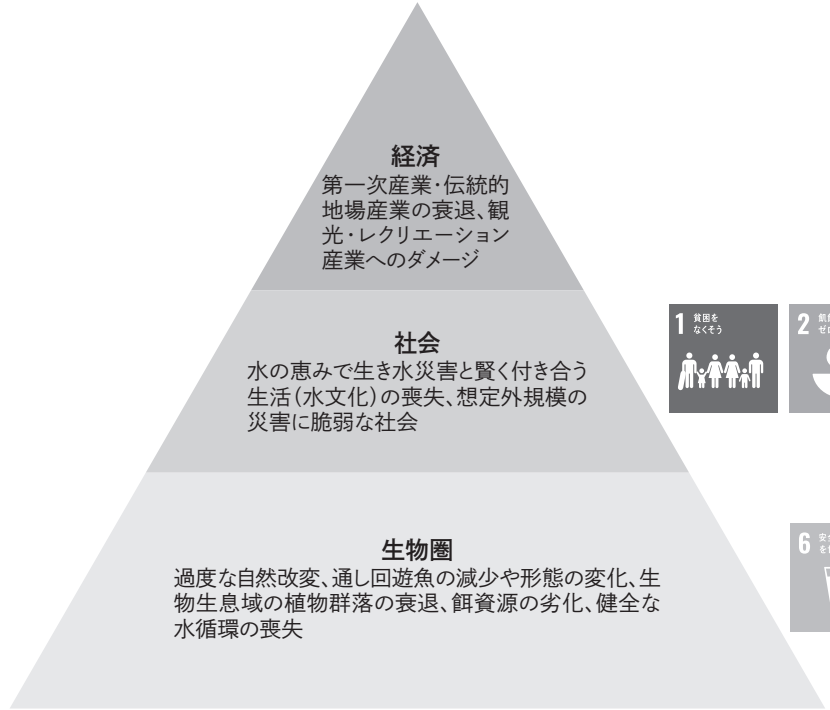 経済
第一次産業・伝統的
地場産業の衰退、観
光・レクリエーション
産業へのダメージ
社会
水の恵みで生き水災害と賢く付き合う
生活(水文化)の喪失、想定外規模の
災害に脆弱な社会
1 貧困を
なくそう
2
生物圏
過度な自然改変、通し回遊魚の減少や形態の変化、生
物生息域の植物群落の衰退、餌資源の劣化、健全な
水循環の喪失
6